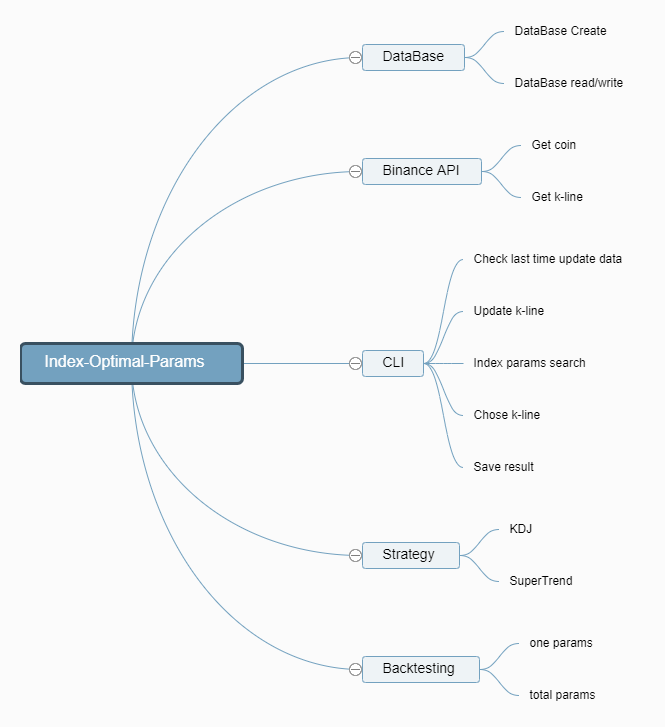 Index-Optimal-Params
DataBase
DataBase Create
DataBase read/write
Binance API
Get coin
Get k-line
CLI
Check last time update data
Update k-line
Index params search
Chose k-line
Save result
Strategy
KDJ
SuperTrend
Backtesting
one params
total params